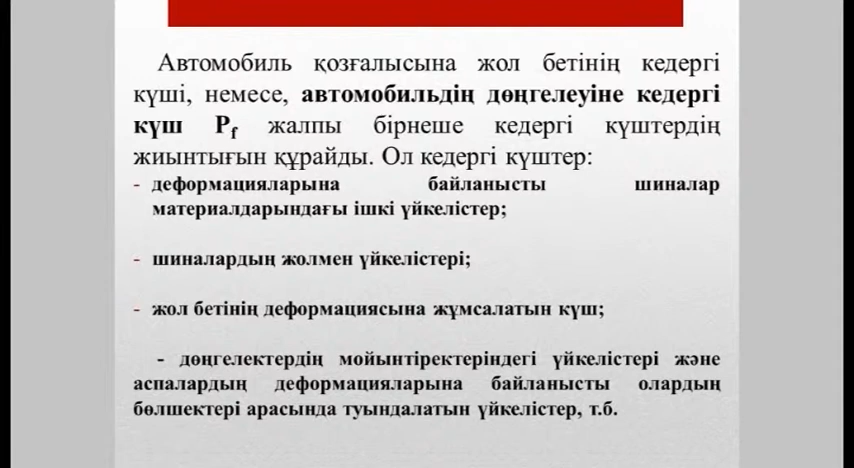 Автомобиль қозғалысына жол бетінің кедергі
күші, немесе, автомобильдің дөңгелеуіне кедергі
күш Pf жалпы бірнеше кедергі күштердің
жиынтығын құрайды. Ол кедергі күштер:
- деформацияларына байланысты шиналар
материалдарындағы ішкі үйкелістер;
- шиналардың жолмен үйкелістері;
- жол бетінің деформациясына жұмсалатын күш;
- дөңгелектердің мойынтіректеріндегі үйкелістері және
аспалардың деформацияларына байланысты олардың
бөлшектері арасында туындалатын үйкелістер, т.б.